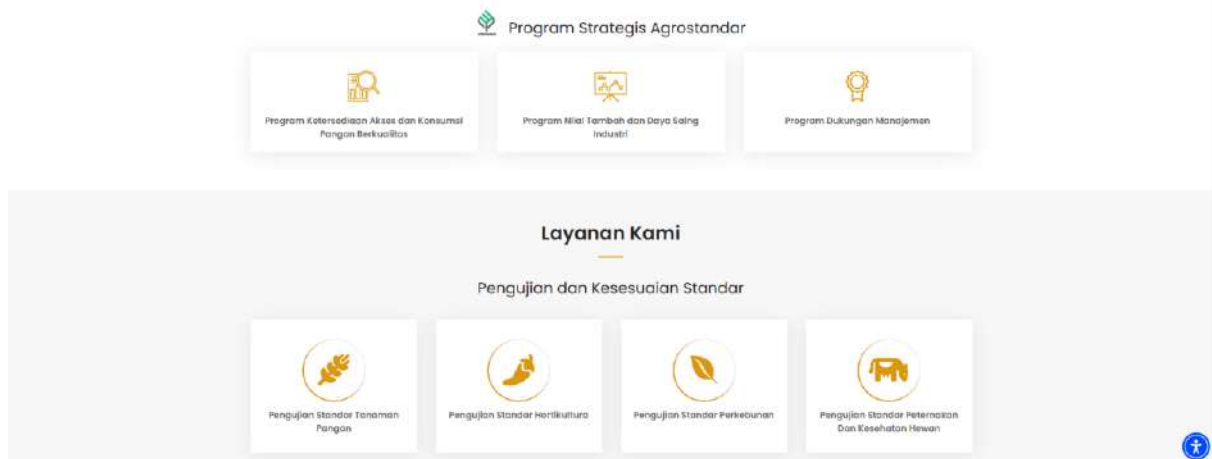 Program Strategis Agrostandar
Program Ketersediaan Akses dan Konsumsi
Pangan Berkualitas
Program Nilai Tambah dan Daya Saing
Industri
Program Dukungan Manajemen
Layanan Kami
Pengujian dan Kesesuaian Standar
Pengujian Standar Tanaman
Pangan
Pengujian Standar Hortikultura
Pengujian Standar Perkebunan
Pengujian Standar Peternakan
Dan Kesehatan Hewan